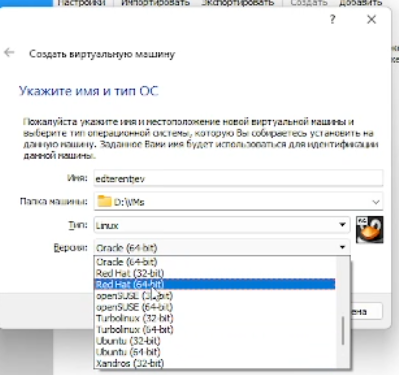 Настройки Импортировать Экспортировать Создать Добавить
?
Создать виртуальную машину
Укажите имя и тип ОС
Пожалуйста укажите имя и местоположение новой виртуальной машины и
выберите тип операционной системы, которую Вы собираетесь установить на
данную машину. Заданное Вами имя будет использоваться для идентификации
данной машины.
Имя: edterentjev
Папка машины: D:\VMs
Тип: Linux
Версия: Oracle (64-bit)
Oracle (64-bit)
Red Hat (32-bit)
Red Hat (64-bit)
openSUSE (32-bit)
openSUSE (64-bit)
Turbolinux (32-bit)
Turbolinux (64-bit)
Ubuntu (32-bit)
Ubuntu (64-bit)
Xandros (32-bit)